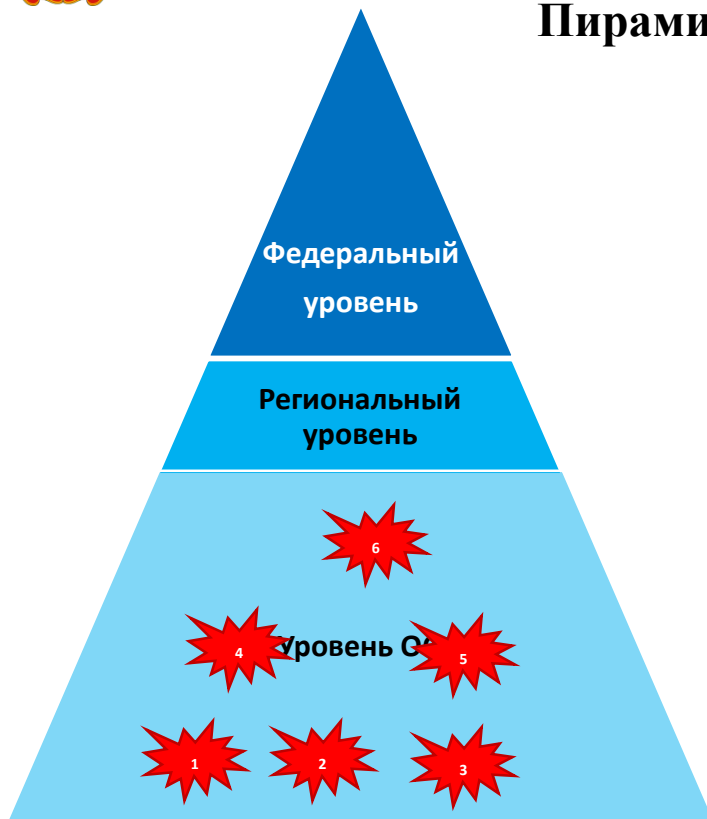 Пирами
Федеральный
уровень
Региональный
уровень
6
4
Уровень О
5
1
2
3